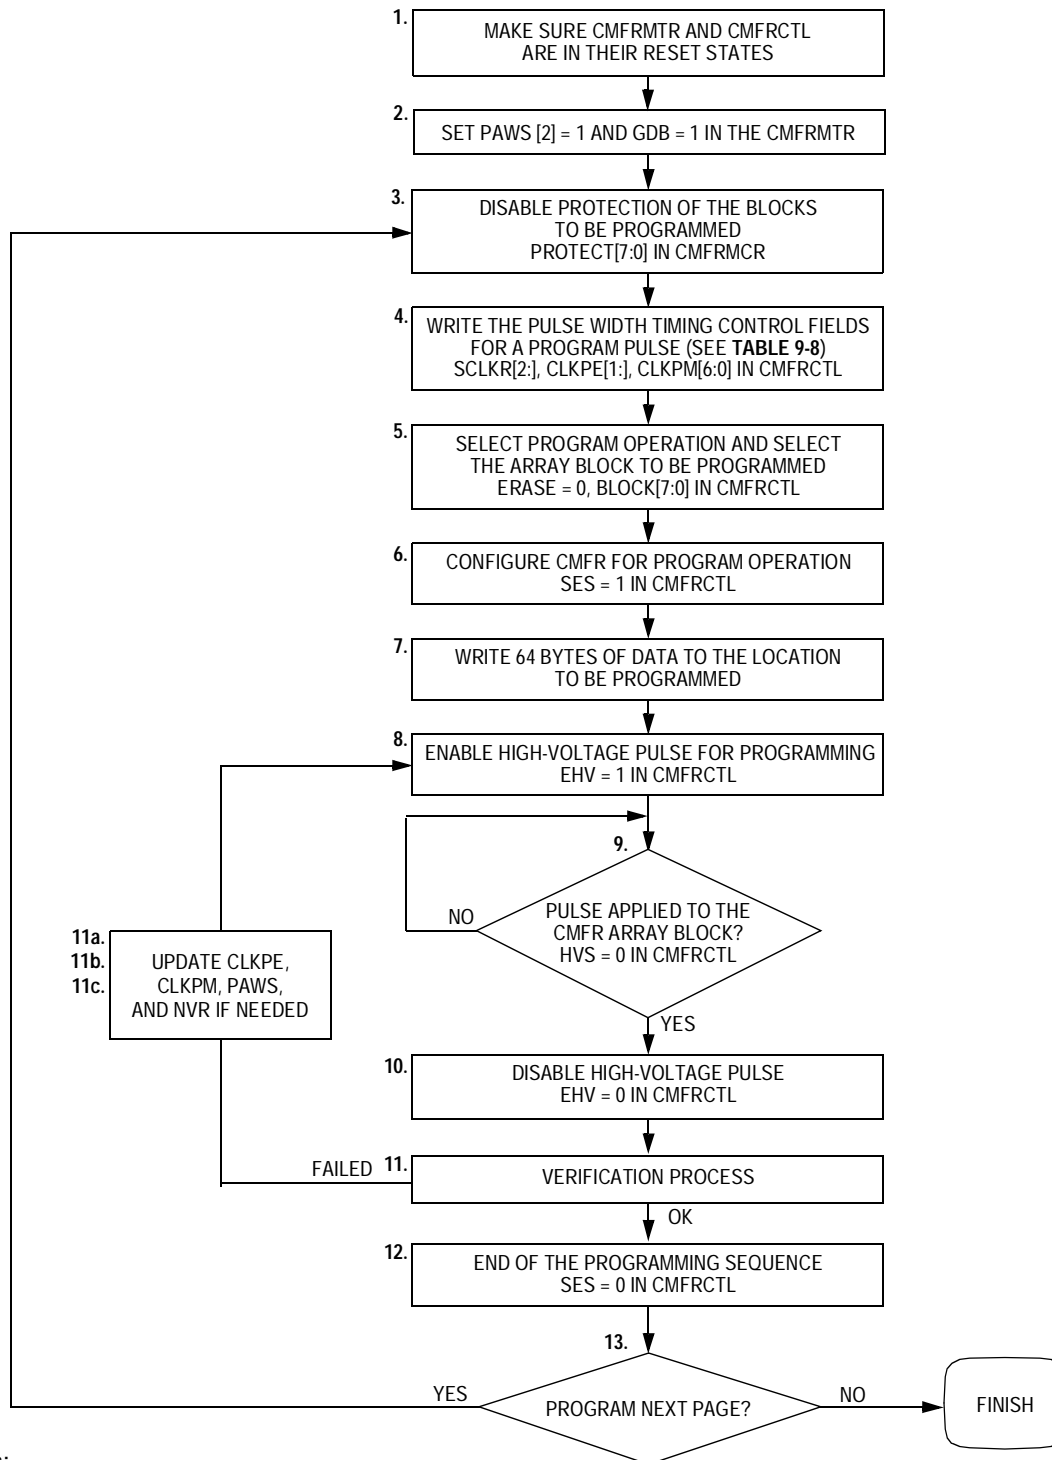 1.
MAKE SURE CMFRMTR AND CMFRCTL
ARE IN THEIR RESET STATES
2.
SET PAWS [2] = 1 AND GDB = 1 IN THE CMFRMTR
3.
DISABLE PROTECTION OF THE BLOCKS
TO BE PROGRAMMED
PROTECT[7:0] IN CMFRMCR
4.
WRITE THE PULSE WIDTH TIMING CONTROL FIELDS
FOR A PROGRAM PULSE (SEE TABLE 9-8)
SCLKR[2:], CLKPE[1:], CLKPM[6:0] IN CMFRCTL
5.
SELECT PROGRAM OPERATION AND SELECT
THE ARRAY BLOCK TO BE PROGRAMMED
ERASE = 0, BLOCK[7:0] IN CMFRCTL
6.
CONFIGURE CMFR FOR PROGRAM OPERATION
SES = 1 IN CMFRCTL
7.
WRITE 64 BYTES OF DATA TO THE LOCATION
TO BE PROGRAMMED
8.
ENABLE HIGH-VOLTAGE PULSE FOR PROGRAMMING
EHV = 1 IN CMFRCTL
9.
NO
PULSE APPLIED TO THE
CMFR ARRAY BLOCK?
HVS = 0 IN CMFRCTL
YES
11a.
11b.
11c.
UPDATE CLKPE,
CLKPM, PAWS,
AND NVR IF NEEDED
10.
DISABLE HIGH-VOLTAGE PULSE
EHV = 0 IN CMFRCTL
FAILED
11.
VERIFICATION PROCESS
OK
12.
END OF THE PROGRAMMING SEQUENCE
SES = 0 IN CMFRCTL
13.
YES
PROGRAM NEXT PAGE?
NO
FINISH